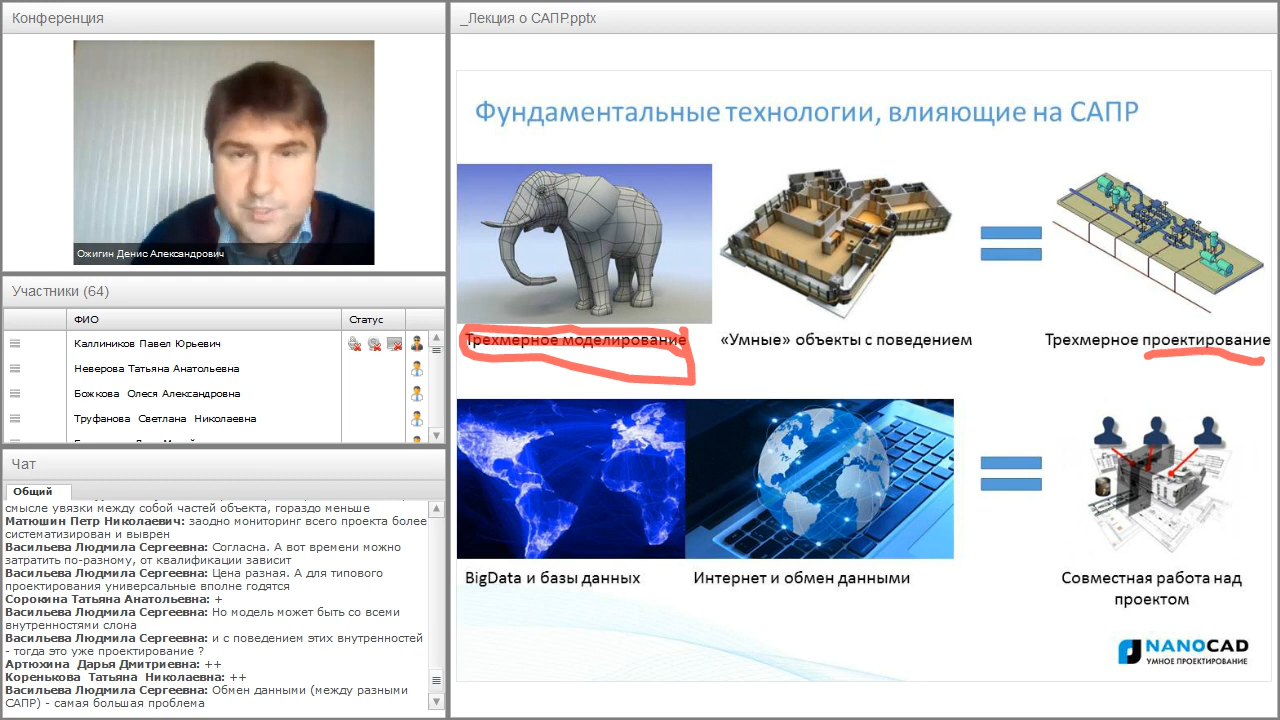 Конференция
Ожигин Денис Александрович
Участники (64)
ФИО
Статус
Каллиников Павел Юрьевич
Неверова Татьяна Анатольевна
Божкова Олеся Александровна
Труфанова Светлана Николаевна
Чат
Общий
смысле увязки между собой частей объекта, гораздо меньше
Матюшин Петр Николаевич: заодно мониторинг всего проекта более
систематизирован и выврен
Васильева Людмила Сергеевна: Согласна. А вот времени можно
затратить по-разному, от квалификации зависит
Васильева Людмила Сергеевна: Цена разная. А для типового
проектирования универсальные вполне годятся
Сорокина Татьяна Анатольевна: +
Васильева Людмила Сергеевна: Но модель может быть со всеми
внутренностями слона
Васильева Людмила Сергеевна: и с поведением этих внутренностей
- тогда это уже проектирование ?
Артюхина Дарья Дмитриевна: ++
Коренькова Татьяна Николаевна: ++
Васильева Людмила Сергеевна: Обмен данными (между разными
САПР) - самая большая проблема
_Лекция о САПР.pptx
Фундаментальные технологии, влияющие на САПР
Трехмерное моделирование
«Умные» объекты с поведением
Трехмерное проектирование
BigData и базы данных
Интернет и обмен данными
Совместная работа над
проектом
NANOCAD
УМНОЕ ПРОЕКТИРОВАНИЕ